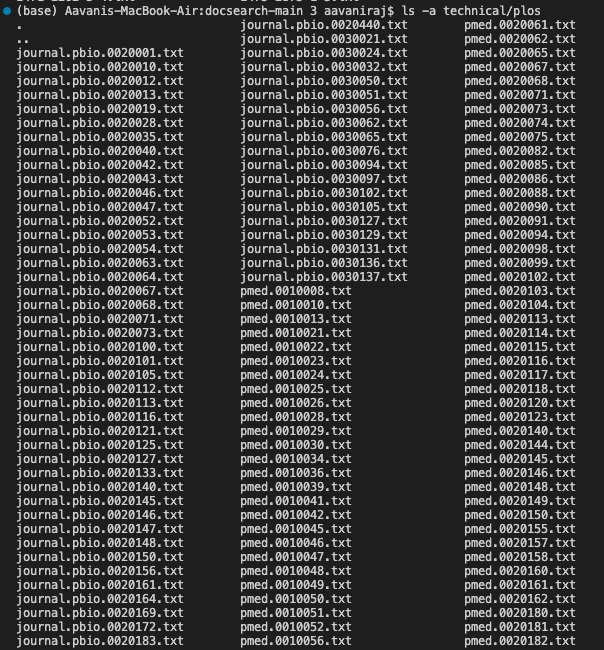 (base) Aavanis-MacBook-Air:docsearch-main 3 aavaniraj$ ls -a technical/plos
. journal.pbio.0020440.txt pmed.0020061.txt
.. journal.pbio.0030021.txt pmed.0020062.txt
journal.pbio.0020001.txt journal.pbio.0030024.txt pmed.0020065.txt
journal.pbio.0020010.txt journal.pbio.0030032.txt pmed.0020067.txt
journal.pbio.0020012.txt journal.pbio.0030050.txt pmed.0020068.txt
journal.pbio.0020013.txt journal.pbio.0030051.txt pmed.0020071.txt
journal.pbio.0020019.txt journal.pbio.0030056.txt pmed.0020073.txt
journal.pbio.0020028.txt journal.pbio.0030062.txt pmed.0020074.txt
journal.pbio.0020035.txt journal.pbio.0030065.txt pmed.0020075.txt
journal.pbio.0020040.txt journal.pbio.0030076.txt pmed.0020082.txt
journal.pbio.0020042.txt journal.pbio.0030094.txt pmed.0020085.txt
journal.pbio.0020043.txt journal.pbio.0030097.txt pmed.0020086.txt
journal.pbio.0020046.txt journal.pbio.0030102.txt pmed.0020088.txt
journal.pbio.0020047.txt journal.pbio.0030105.txt pmed.0020090.txt
journal.pbio.0020052.txt journal.pbio.0030127.txt pmed.0020091.txt
journal.pbio.0020053.txt journal.pbio.0030129.txt pmed.0020094.txt
journal.pbio.0020054.txt journal.pbio.0030131.txt pmed.0020098.txt
journal.pbio.0020063.txt journal.pbio.0030136.txt pmed.0020099.txt
journal.pbio.0020064.txt journal.pbio.0030137.txt pmed.0020102.txt
journal.pbio.0020067.txt pmed.0010008.txt pmed.0020103.txt
journal.pbio.0020068.txt pmed.0010010.txt pmed.0020104.txt
journal.pbio.0020071.txt pmed.0010013.txt pmed.0020113.txt
journal.pbio.0020073.txt pmed.0010021.txt pmed.0020114.txt
journal.pbio.0020100.txt pmed.0010022.txt pmed.0020115.txt
journal.pbio.0020101.txt pmed.0010023.txt pmed.0020116.txt
journal.pbio.0020105.txt pmed.0010024.txt pmed.0020117.txt
journal.pbio.0020112.txt pmed.0010025.txt pmed.0020118.txt
journal.pbio.0020113.txt pmed.0010026.txt pmed.0020120.txt
journal.pbio.0020116.txt pmed.0010028.txt pmed.0020123.txt
journal.pbio.0020121.txt pmed.0010029.txt pmed.0020140.txt
journal.pbio.0020125.txt pmed.0010030.txt pmed.0020144.txt
journal.pbio.0020127.txt pmed.0010034.txt pmed.0020145.txt
journal.pbio.0020133.txt pmed.0010036.txt pmed.0020146.txt
journal.pbio.0020140.txt pmed.0010039.txt pmed.0020148.txt
journal.pbio.0020145.txt pmed.0010041.txt pmed.0020149.txt
journal.pbio.0020146.txt pmed.0010042.txt pmed.0020150.txt
journal.pbio.0020147.txt pmed.0010045.txt pmed.0020155.txt
journal.pbio.0020148.txt pmed.0010046.txt pmed.0020157.txt
journal.pbio.0020150.txt pmed.0010047.txt pmed.0020158.txt
journal.pbio.0020156.txt pmed.0010048.txt pmed.0020160.txt
journal.pbio.0020161.txt pmed.0010049.txt pmed.0020161.txt
journal.pbio.0020164.txt pmed.0010050.txt pmed.0020162.txt
journal.pbio.0020169.txt pmed.0010051.txt pmed.0020180.txt
journal.pbio.0020172.txt pmed.0010052.txt pmed.0020181.txt
journal.pbio.0020183.txt pmed.0010056.txt pmed.0020182.txt